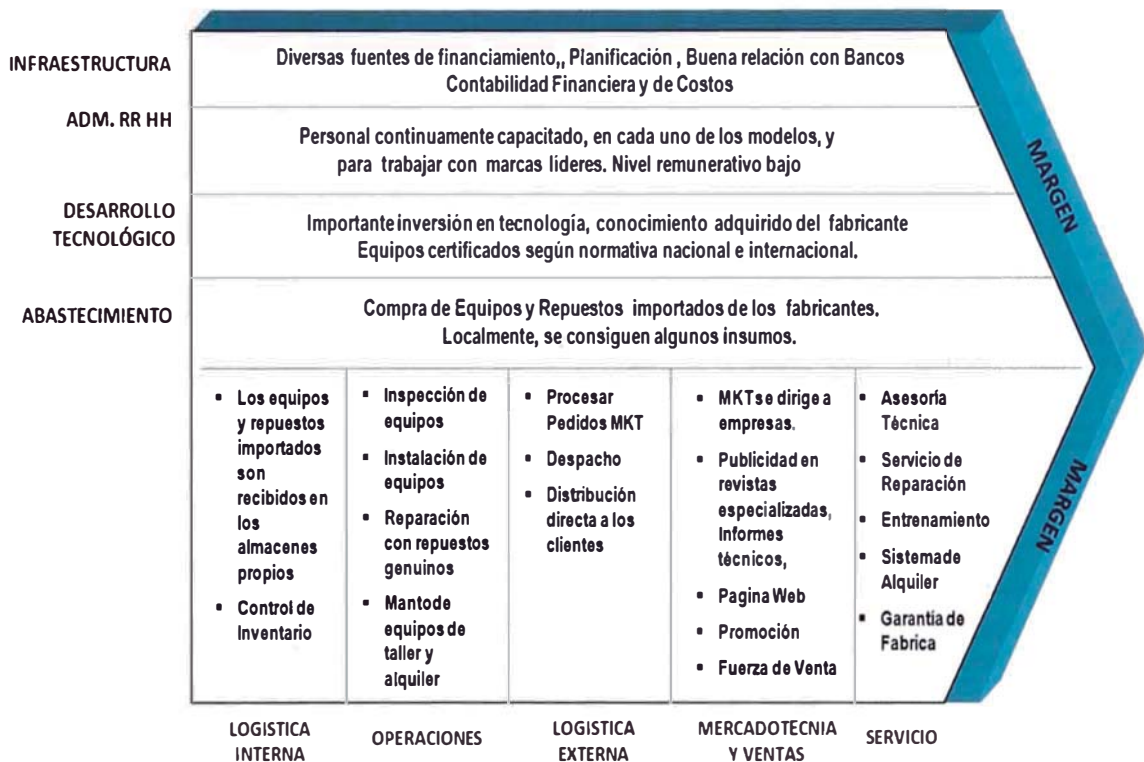 INFRAESTRUCTURA
Diversas fuentes de financiamiento,, Planificación , Buena relación con Bancos
Contabilidad Financiera y de Costos
ADM. RR HH
Personal continuamente capacitado, en cada uno de los modelos, y
para trabajar con marcas lideres. Nivel remunerativo bajo
DESARROLLO
TECNOLÓGICO
Importante inversión en tecnología, conocimiento adquirido del fabricante
Equipos certificados según normativa nacional e internacional.
ABASTECIMIENTO
Compra de Equipos y Repuestos importados de los fabricantes.
Localmente, se consiguen algunos insumos.
MARGEN
MARGEN
▪ Los equipos
y repuestos
importados
son
recibidos en
los
almacenes
propios
▪ Control de
Inventario
▪ Inspección de
equipos
▪ Instalación de
equipos
▪ Reparación
con repuestos
genuinos
▪ Manto de
equipos de
taller y
alquiler
▪ Procesar
Pedidos MKT
▪ Despacho
▪ Distribución
directa a los
clientes
▪ MKT se dirige a
empresas.
▪ Publicidad en
revistas
especializadas,
Informes
técnicos,
▪ Pagina Web
▪ Promoción
▪ Fuerza de Venta
▪ Asesoría
Técnica
▪ Servicio de
Reparación
▪ Entrenamiento
▪ Sistema de
Alquiler
▪ Garantía de
Fabrica
LOGISTICA
INTERNA
OPERACIONES
LOGISTICA
EXTERNA
MERCADOTECNIA
Y VENTAS
SERVICIO